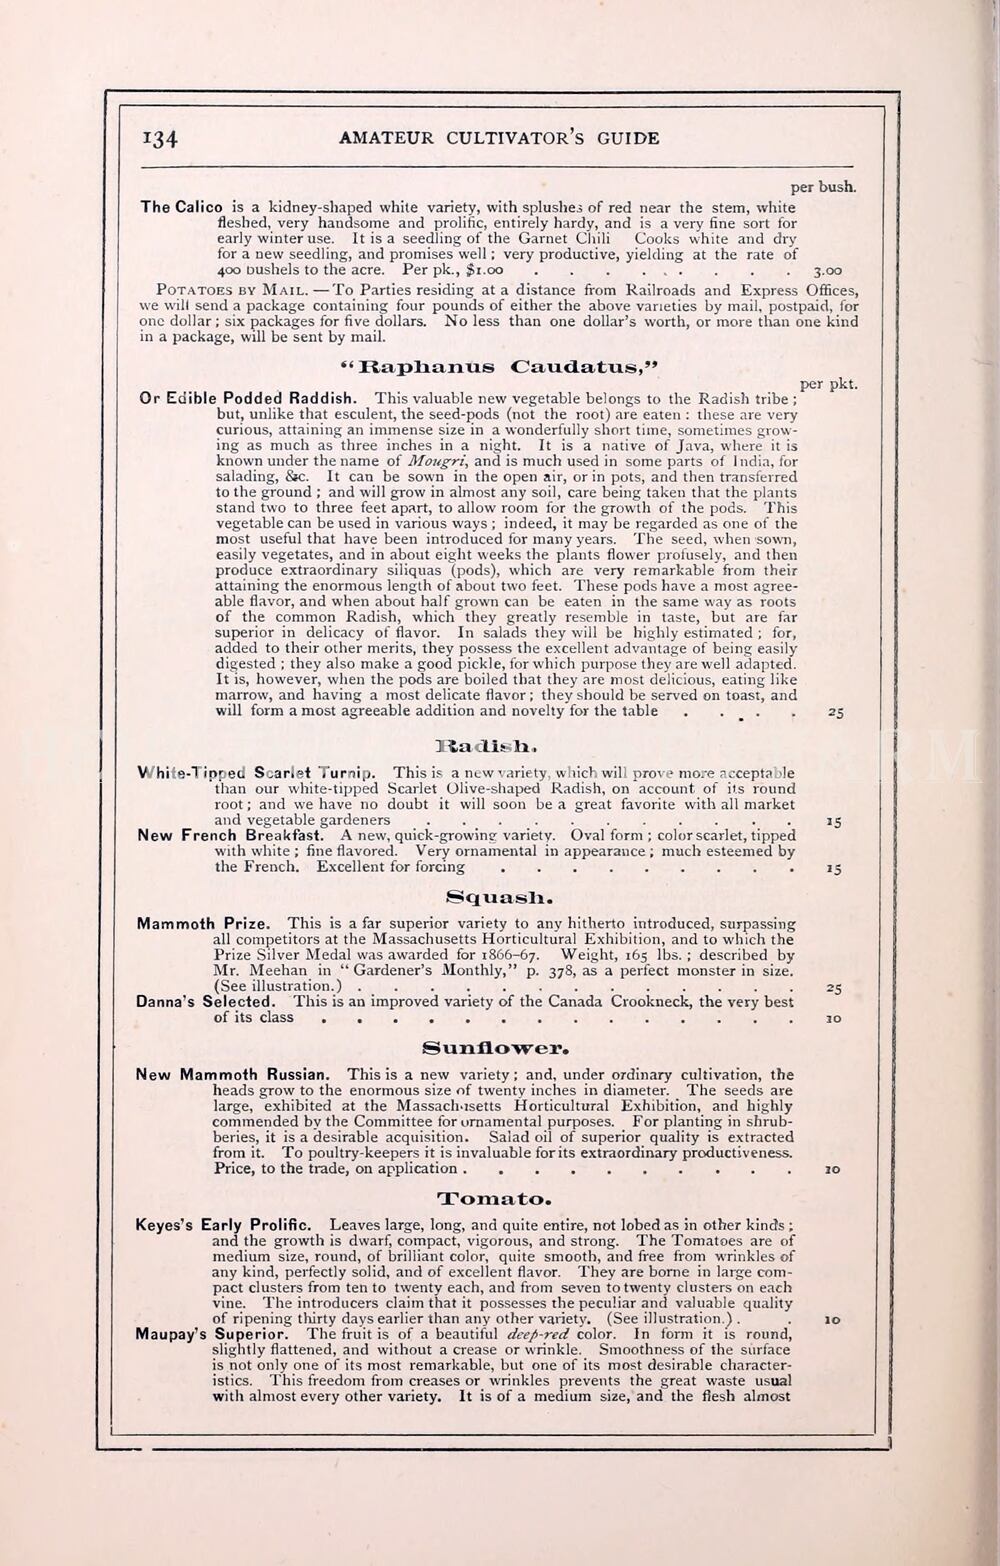 134 AMATEUR CULTIVATOR'S GUIDE
per bush.
The Calico is a kidney-shaped white variety, with splushes of red near the stem, white
fleshed, very handsome and prolific, entirely hardy, and is a very fine sort for
early winter use. It is a seedling of the Garnet Chili Cooks white and dry
for a new seedling, and promises well; very productive, yielding at the rate of
400 bushels to the acre. Per pk., $1.00 . . . . . . . . . 3.00
POTATOES BY MAIL. — To Parties residing at a distance from Railroads and Express Offices,
we will send a package containing four pounds of either the above varieties by mail, postpaid, for
one dollar; six packages for five dollars. No less than one dollar's worth, or more than one kind
in a package, will be sent by mail.
"Raphanus Caudatus,"
per pkt.
Or Edible Podded Raddish. This valuable new vegetable belongs to the Radish tribe;
but, unlike that esculent, the seed-pods (not the root) are eaten: these are very
curious, attaining an immense size in a wonderfully short time, sometimes grow-
ing as much as three inches in a night. It is a native of Java, where it is
known under the name of Mougri, and is much used in some parts of India, for
salading, &c. It can be sown in the open air, or in pots, and then transferred
to the ground; and will grow in almost any soil, care being taken that the plants
stand two to three feet apart, to allow room for the growth of the pods. This
vegetable can be used in various ways; indeed, it may be regarded as one of the
most useful that have been introduced for many years. The seed, when sown,
easily vegetates, and in about eight weeks the plants flower profusely, and then
produce extraordinary siliquas (pods), which are very remarkable from their
attaining the enormous length of about two feet. These pods have a most agree-
able flavor, and when about half grown can be eaten in the same way as roots
of the common Radish, which they greatly resemble in taste, but are far
superior in delicacy of flavor. In salads they will be highly estimated; for,
added to their other merits, they possess the excellent advantage of being easily
digested; they also make a good pickle, for which purpose they are well adapted.
It is, however, when the pods are boiled that they are most delicious, eating like
marrow, and having a most delicate flavor; they should be served on toast, and
will form a most agreeable addition and novelty for the table . . . . . 25
Radish.
White-Tipped Scarlet Turnip. This is a new variety, which will prove more acceptable
than our white-tipped Scarlet Olive-shaped Radish, on account of its round
root; and we have no doubt it will soon be a great favorite with all market
and vegetable gardeners . . . . . . . . . . . 15
New French Breakfast. A new, quick-growing variety. Oval form; color scarlet, tipped
with white; fine flavored. Very ornamental in appearance; much esteemed by
the French. Excellent for forcing . . . . . . . . . 15
Squash.
Mammoth Prize. This is a far superior variety to any hitherto introduced, surpassing
all competitors at the Massachusetts Horticultural Exhibition, and to which the
Prize Silver Medal was awarded for 1866-67. Weight, 165 lbs.; described by
Mr. Meehan in "Gardener's Monthly," p. 378, as a perfect monster in size.
(See illustration.) . . . . . . . . . . . . . 25
Danna's Selected. This is an improved variety of the Canada Crookneck, the very best
of its class . . . . . . . . . . . . . . 10
Sunflower.
New Mammoth Russian. This is a new variety; and, under ordinary cultivation, the
heads grow to the enormous size of twenty inches in diameter. The seeds are
large, exhibited at the Massachusetts Horticultural Exhibition, and highly
commended by the Committee for ornamental purposes. For planting in shrub-
beries, it is a desirable acquisition. Salad oil of superior quality is extracted
from it. To poultry-keepers it is invaluable for its extraordinary productiveness.
Price, to the trade, on application . . . . . . . . . . 10
Tomato.
Keyes's Early Prolific. Leaves large, long, and quite entire, not lobed as in other kinds;
and the growth is dwarf, compact, vigorous, and strong. The Tomatoes are of
medium size, round, of brilliant color, quite smooth, and free from wrinkles of
any kind, perfectly solid, and of excellent flavor. They are borne in large com-
pact clusters from ten to twenty each, and from seven to twenty clusters on each
vine. The introducers claim that it possesses the peculiar and valuable quality
of ripening thirty days earlier than any other variety. (See illustration.) . . 10
Maupay's Superior. The fruit is of a beautiful deep-red color. In form it is round,
slightly flattened, and without a crease or wrinkle. Smoothness of the surface
is not only one of its most remarkable, but one of its most desirable character-
istics. This freedom from creases or wrinkles prevents the great waste usual
with almost every other variety. It is of a medium size, and the flesh almost